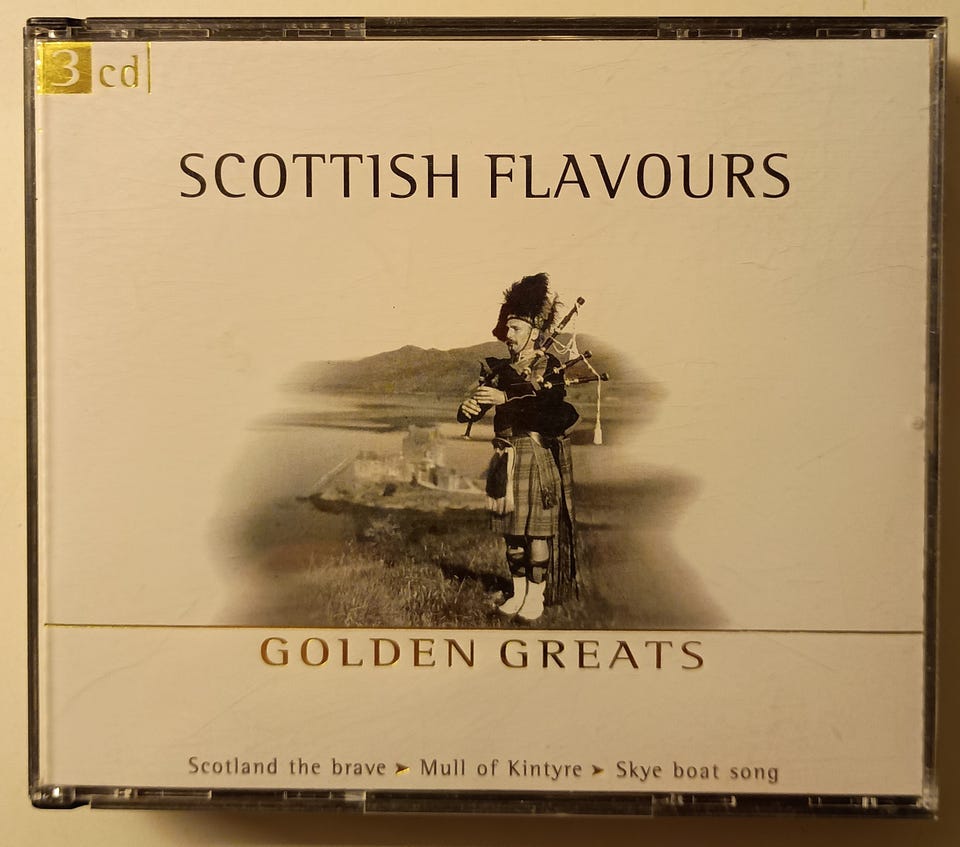 3 cd
SCOTTISH FLAVOURS
GOLDEN GREATS
Scotland the brave ➤ Mull of Kintyre ➤ Skye boat song